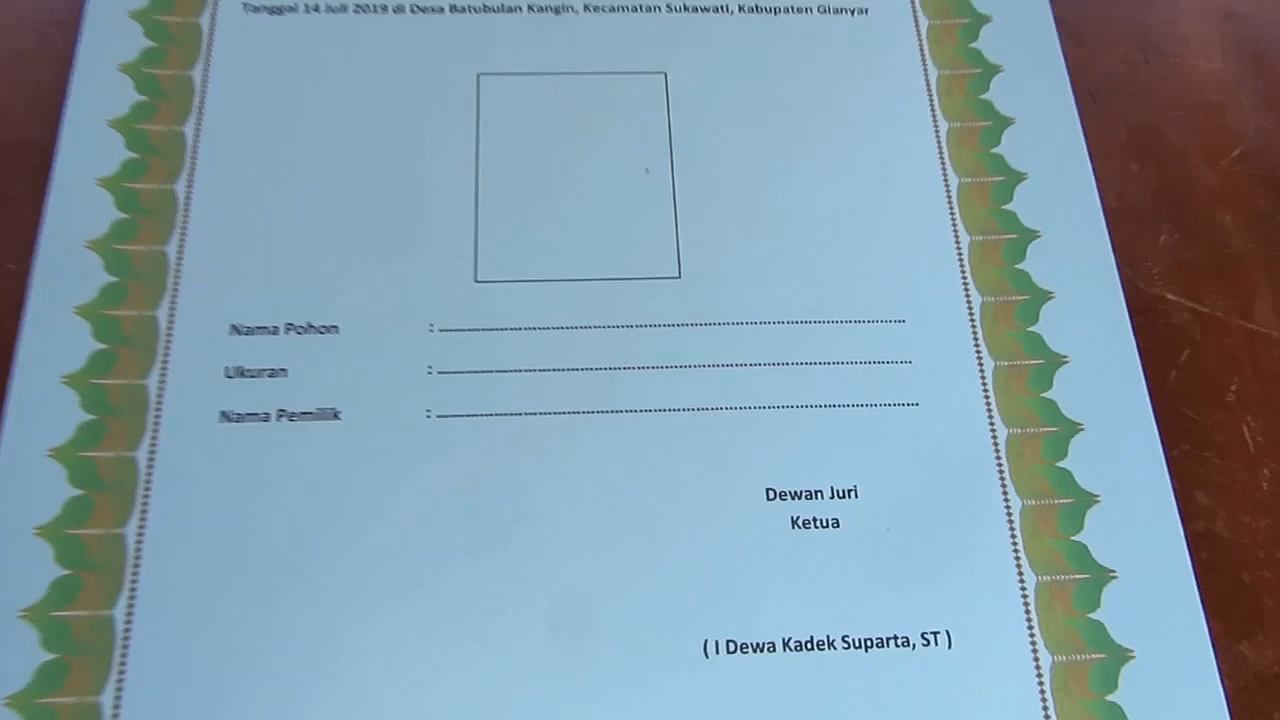 Tanggal 14 Juli 2019 di Desa Batubulan Kangin, Kecamatan Sukawati, Kabupaten Gianyar
Nama Pohon : ........................................
Ukuran : ........................................
Nama Pemilik : ........................................
Dewan Juri
Ketua
( I Dewa Kadek Suparta, ST )